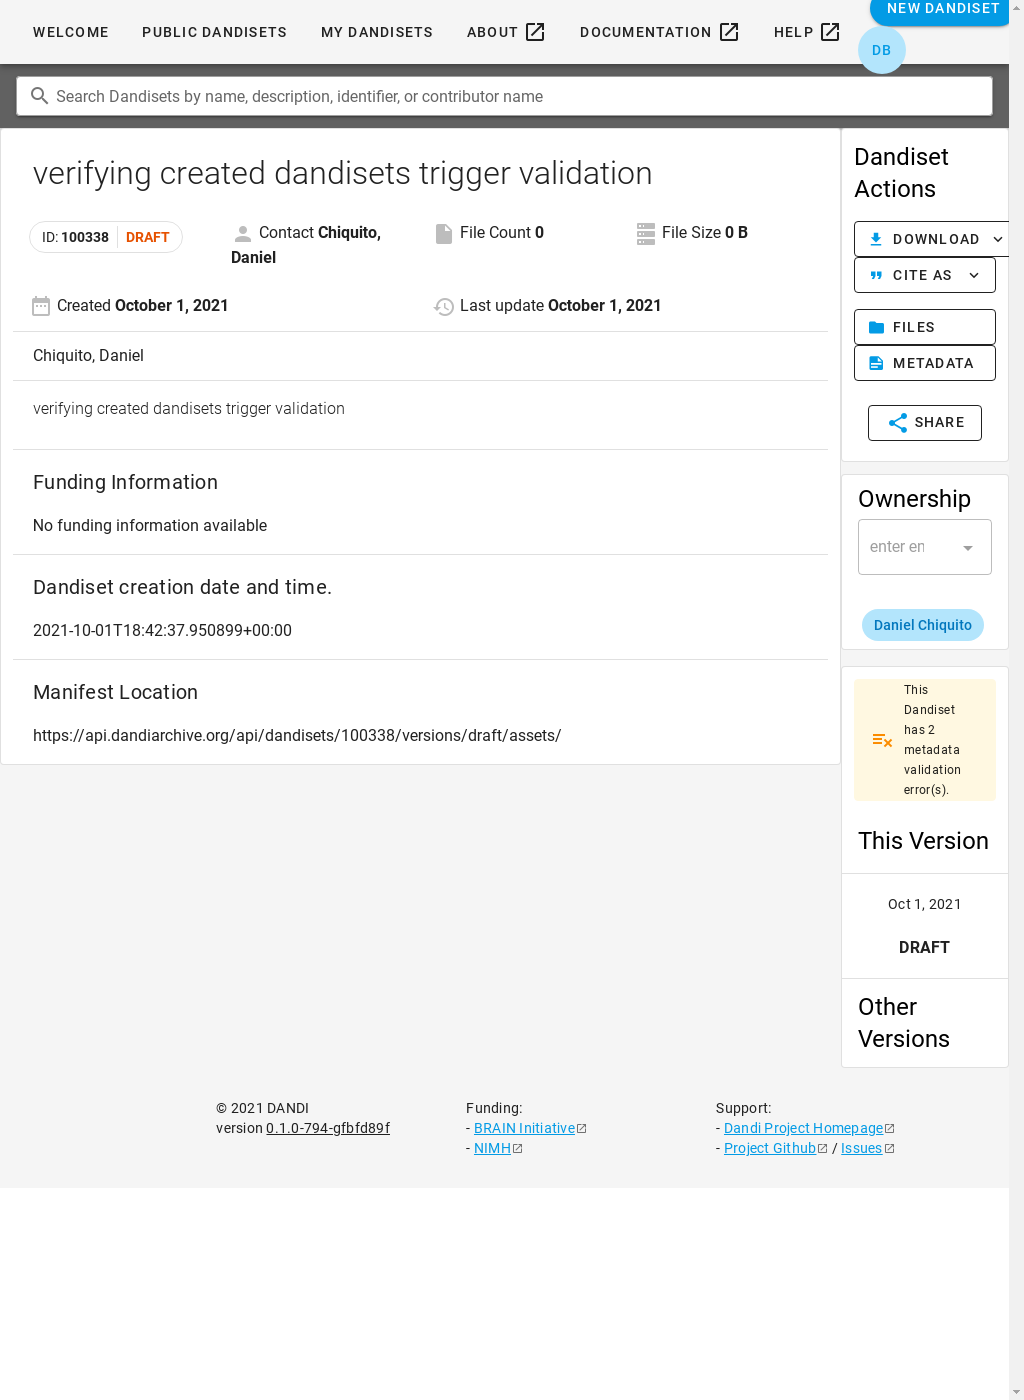 WELCOME
PUBLIC DANDISETS
MY DANDISETS
ABOUT
DOCUMENTATION
HELP
NEW DANDISET
DB
Search Dandisets by name, description, identifier, or contributor name
verifying created dandisets trigger validation
ID: 100338 DRAFT
Contact Chiquito,
Daniel
File Count 0
File Size 0 B
Created October 1, 2021
Last update October 1, 2021
Chiquito, Daniel
verifying created dandisets trigger validation
Funding Information
No funding information available
Dandiset creation date and time.
2021-10-01T18:42:37.950899+00:00
Manifest Location
https://api.dandiarchive.org/api/dandisets/100338/versions/draft/assets/
Dandiset
Actions
DOWNLOAD
CITE AS
FILES
METADATA
SHARE
Ownership
enter
Daniel Chiquito
This
Dandiset
has 2
metadata
validation
error(s).
This Version
Oct 1, 2021
DRAFT
Other
Versions
© 2021 DANDI
version 0.1.0-794-gfbfd89f
Funding:
- BRAIN Initiative
- NIMH
Support:
- Dandi Project Homepage
- Project Github / Issues